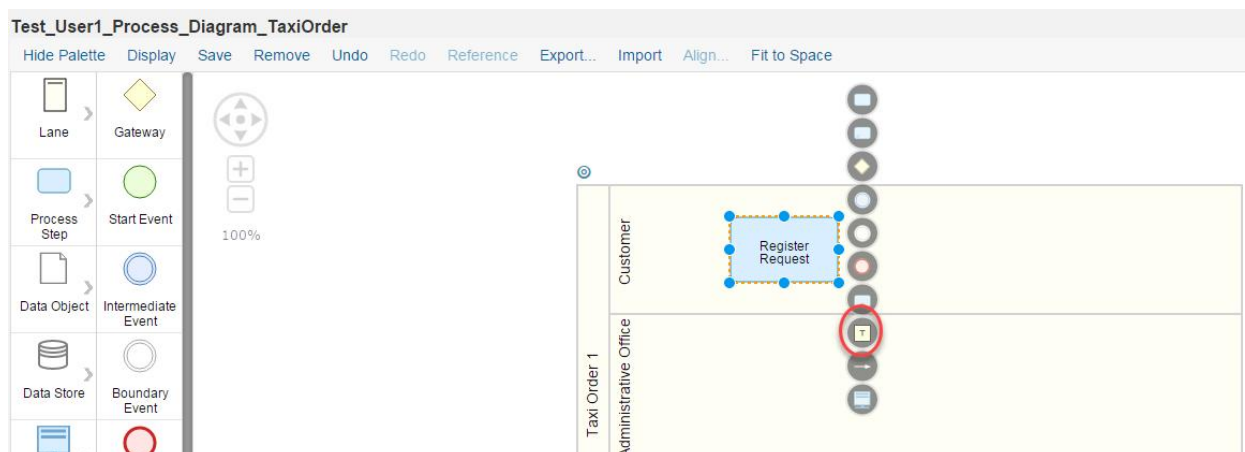 Test_User1_Process_Diagram_TaxiOrder
Hide Palette Display Save Remove Undo Redo Reference Export... Import Align... Fit to Space
Lane
Gateway
Process
Step
Start Event
Data Object
Intermediate
Event
Data Store
Boundary
Event
100%
Taxi Order 1
Customer
Register
Request
Administrative Office
T